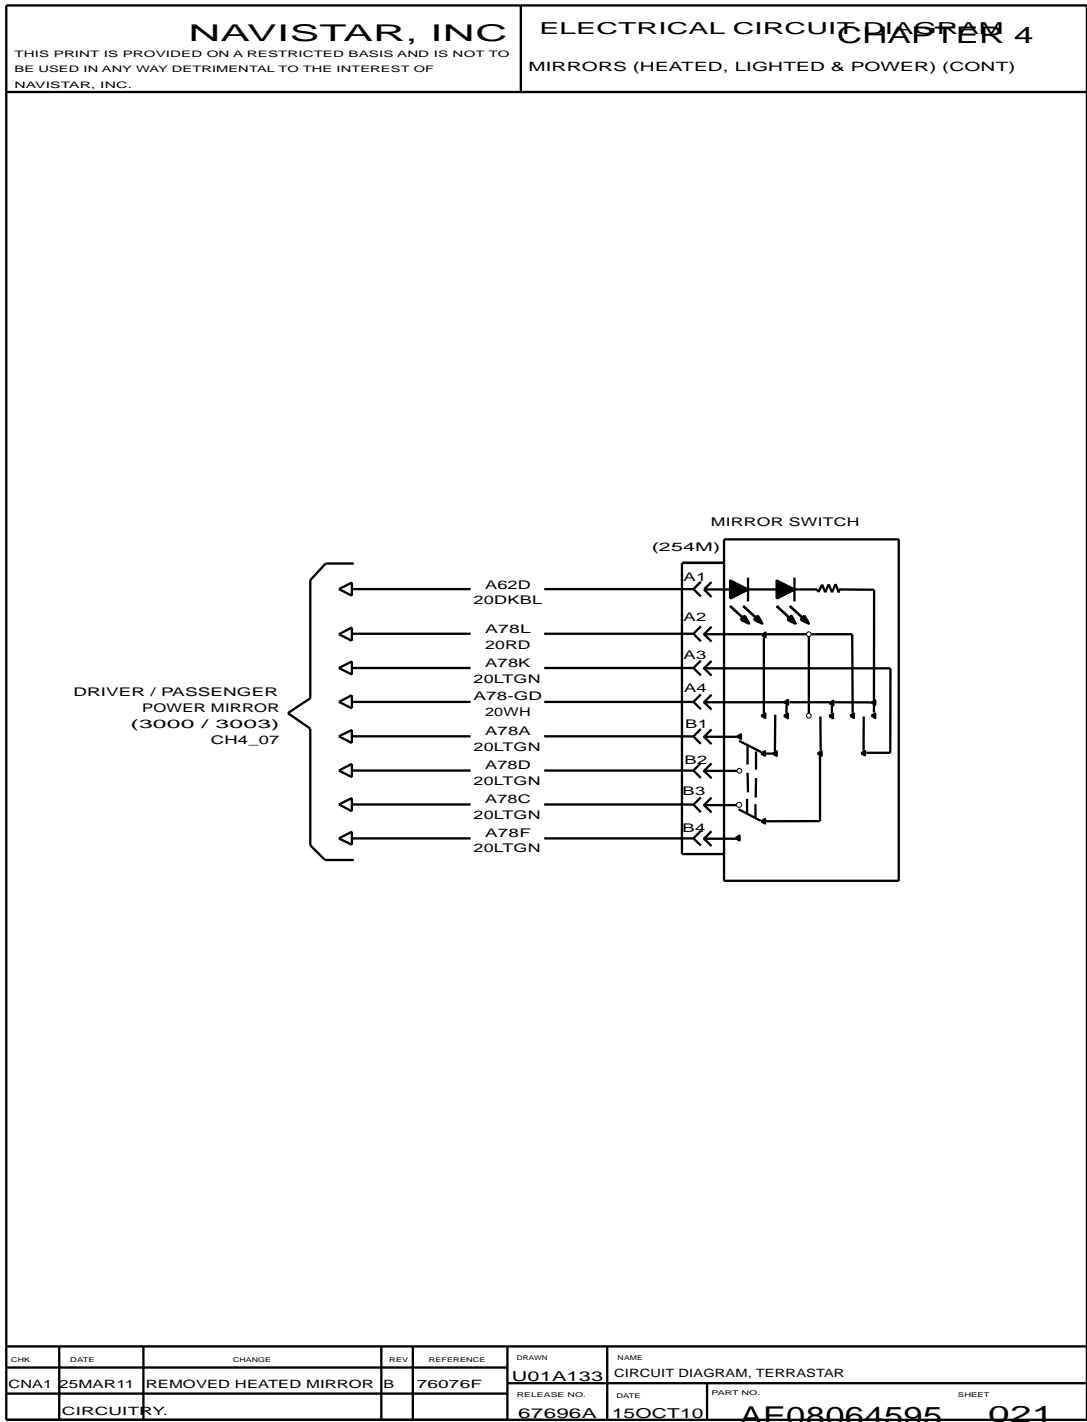 NAVISTAR, INC
THIS PRINT IS PROVIDED ON A RESTRICTED BASIS AND IS NOT TO
BE USED IN ANY WAY DETRIMENTAL TO THE INTEREST OF
NAVISTAR, INC.
ELECTRICAL CIRCUIT DIAGRAM
CHAPTER 4
MIRRORS (HEATED, LIGHTED & POWER) (CONT)
MIRROR SWITCH
(254M)
A1
A62D
20DKBL
A2
A78L
20RD
A3
A78K
20LTGN
A4
A78-GD
20WH
B1
A78A
20LTGN
B2
A78D
20LTGN
B3
A78C
20LTGN
B4
A78F
20LTGN
DRIVER / PASSENGER
POWER MIRROR
(3000 / 3003)
CH4_07
CHK DATE CHANGE REV REFERENCE
CNA1 25MAR11 REMOVED HEATED MIRROR B 76076F
CIRCUITRY.
DRAWN
U01A133
NAME
CIRCUIT DIAGRAM, TERRASTAR
RELEASE NO.
67696A
DATE
15OCT10
PART NO.
AE08064595
SHEET
021